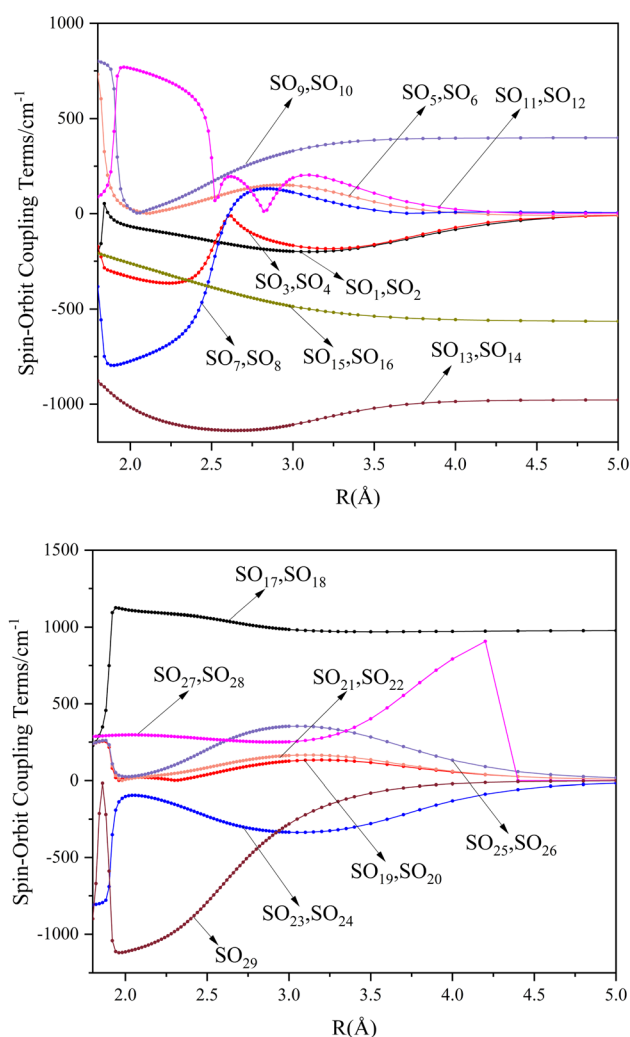 1000
500
0
-500
-1000
Spin-Orbit Coupling Terms/cm⁻¹
SO₉,SO₁₀
SO₅,SO₆
SO₁₁,SO₁₂
SO₃,SO₄
SO₁,SO₂
SO₇,SO₈
SO₁₅,SO₁₆
SO₁₃,SO₁₄
2.0 2.5 3.0 3.5 4.0 4.5 5.0
R(Å)
1500
1000
500
0
-500
-1000
Spin-Orbit Coupling Terms/cm⁻¹
SO₁₇,SO₁₈
SO₂₇,SO₂₈
SO₂₁,SO₂₂
SO₂₅,SO₂₆
SO₁₉,SO₂₀
SO₂₃,SO₂₄
SO₂₉
2.0 2.5 3.0 3.5 4.0 4.5 5.0
R(Å)